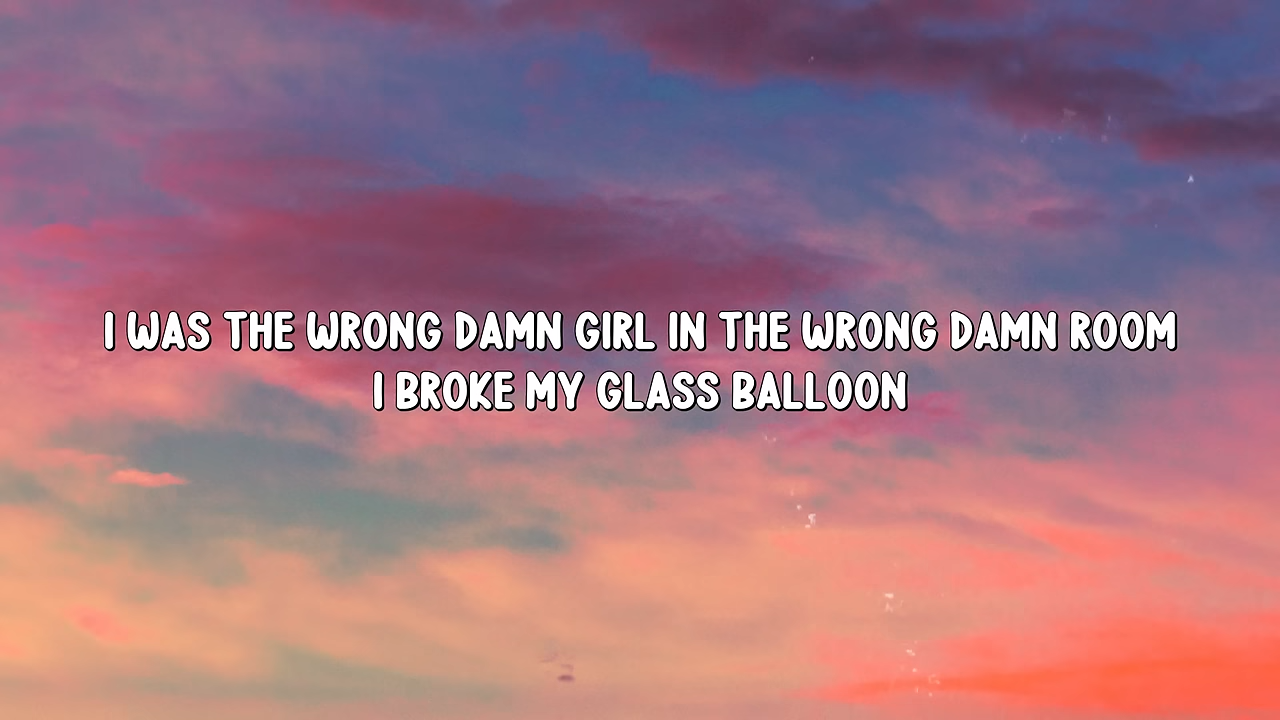 I WAS THE WRONG DAMN GIRL IN THE WRONG DAMN ROOM
I BROKE MY GLASS BALLOON